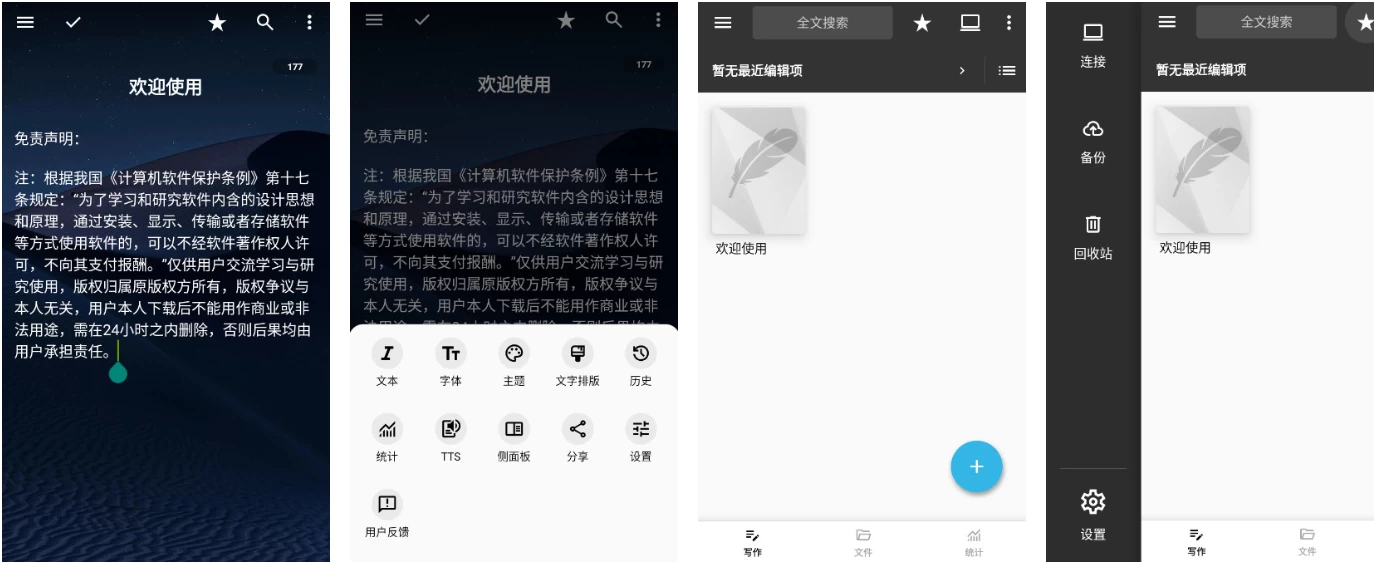 177
欢迎使用
免责声明：
注：根据我国《计算机软件保护条例》第十七
条规定：“为了学习和研究软件内含的设计思想
和原理，通过安装、显示、传输或者存储软件
等方式使用软件的，可以不经软件著作权人许
可，不向其支付报酬。”仅供用户交流学习与研
究使用，版权归属原版权方所有，版权争议与
本人无关，用户本人下载后不能用作商业或非
法用途，需在24小时之内删除，否则后果均由
用户承担责任。
177
欢迎使用
免责声明：
注：根据我国《计算机软件保护条例》第十七
条规定：“为了学习和研究软件内含的设计思想
和原理，通过安装、显示、传输或者存储软件
等方式使用软件的，可以不经软件著作权人许
可，不向其支付报酬。”仅供用户交流学习与研
究使用，版权归属原版权方所有，版权争议与
本人无关，用户本人下载后不能用作商业或非
法用途，需在24小时之内删除，否则后果均由
文本 字体 主题 文字排版 历史
统计 TTS 侧面板 分享 设置
用户反馈
全文搜索
暂无最近编辑项
欢迎使用
写作 文件 统计
连接
备份
回收站
设置
全文搜索
暂无最近编辑项
欢迎使用
写作 文件